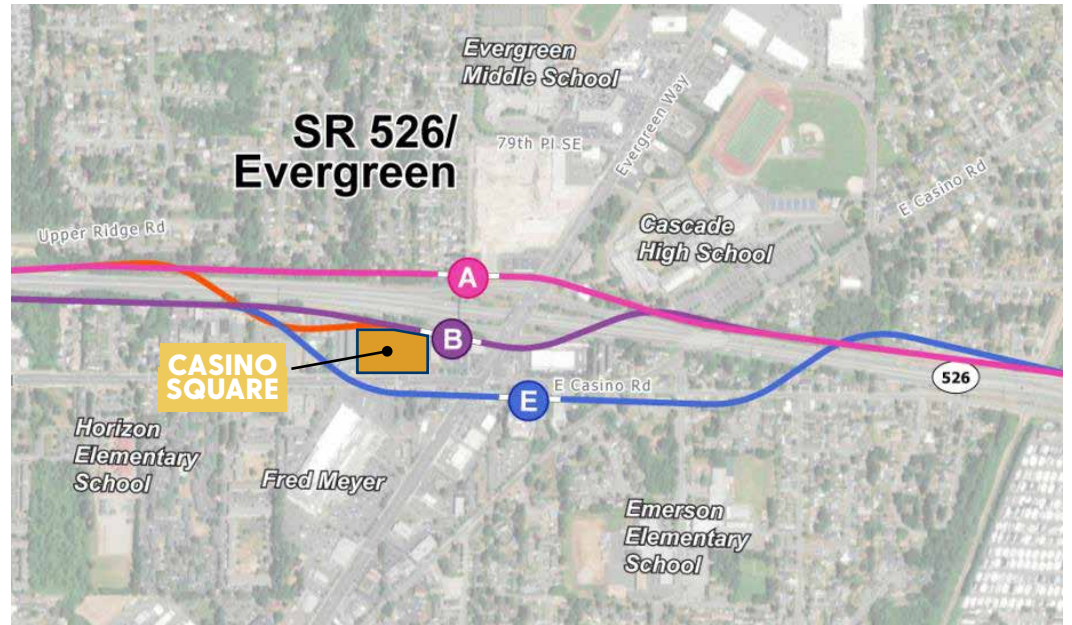 Evergreen
Middle School
SR 526/
Evergreen
79th Pl SE
Evergreen Way
E Casino Rd
Cascade
High School
Upper Ridge Rd
A
B
CASINO
SQUARE
E
E Casino Rd
526
Horizon
Elementary
School
Fred Meyer
Emerson
Elementary
School